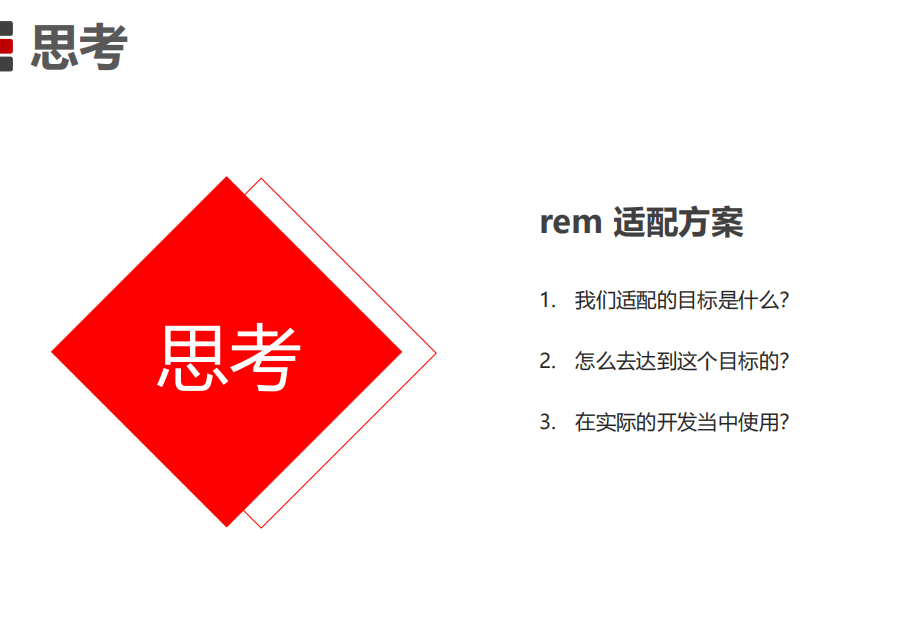 思考
思考
rem 适配方案
1. 我们适配的目标是什么?
2. 怎么去达到这个目标的?
3. 在实际的开发当中使用?